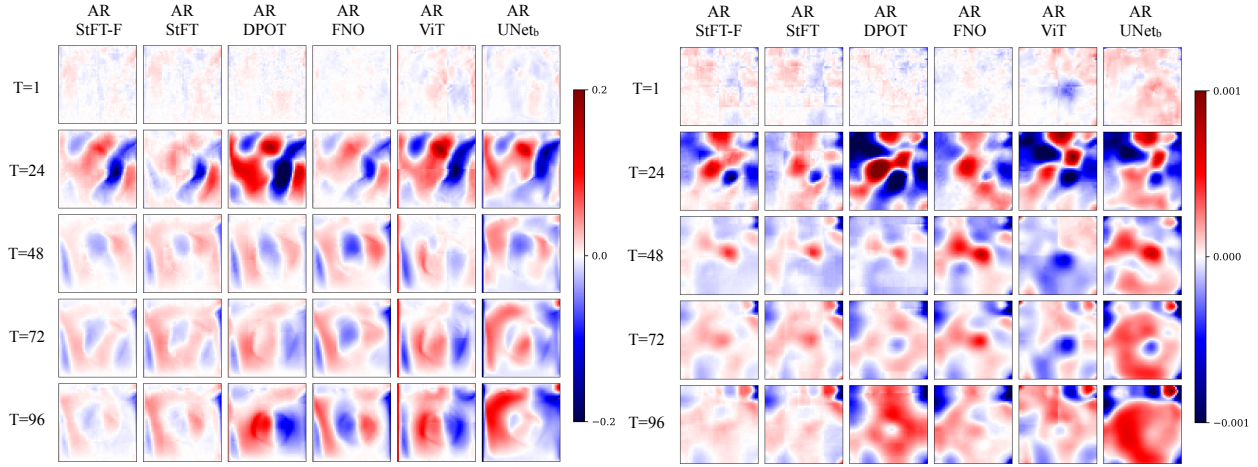 AR AR AR AR AR AR
StFT-F StFT DPOT FNO ViT UNetb
T=1
T=24
T=48
T=72
T=96
0.2
0.0
−0.2
AR AR AR AR AR AR
StFT-F StFT DPOT FNO ViT UNetb
T=1
T=24
T=48
T=72
T=96
0.001
0.000
−0.001